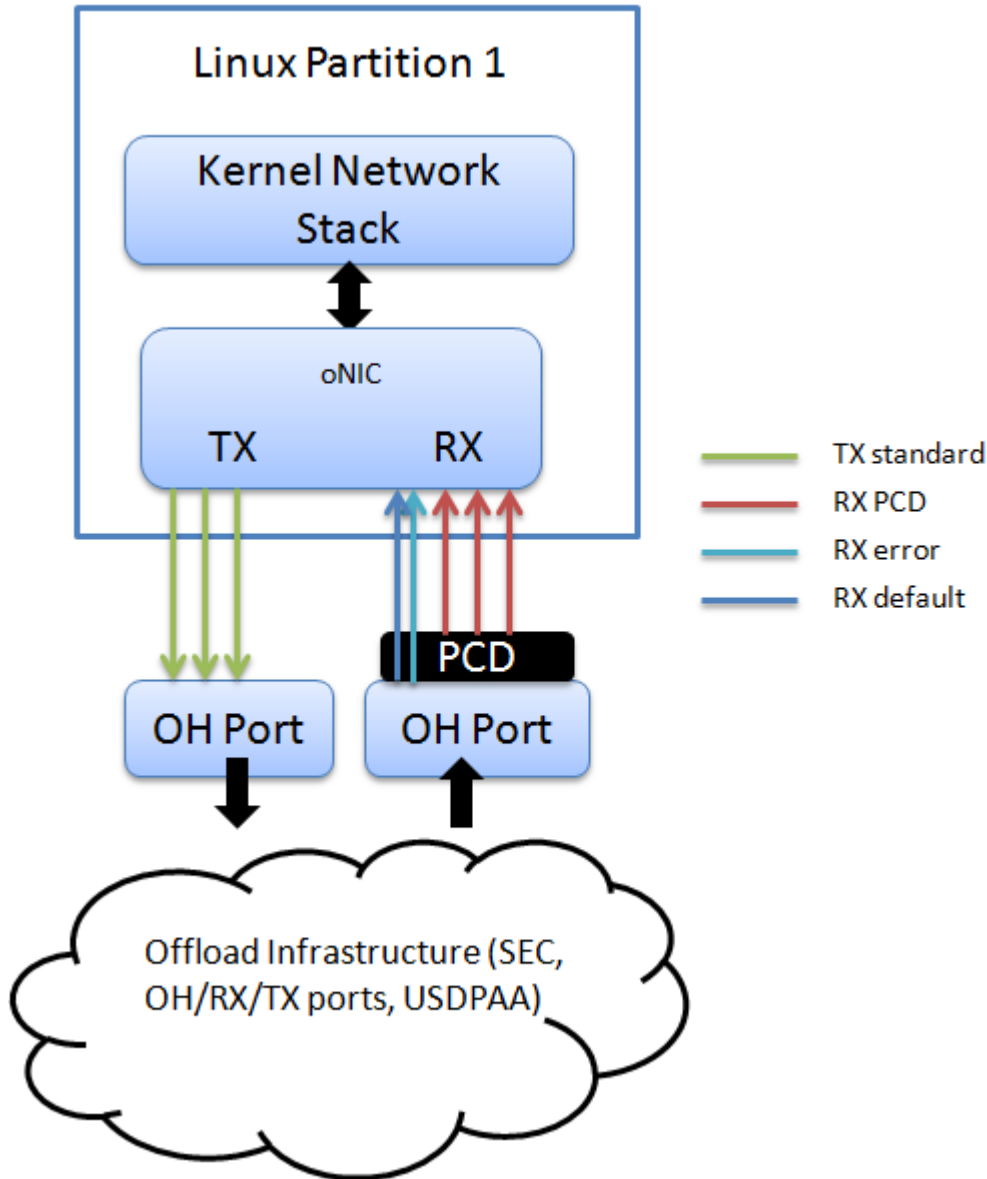 Linux Partition 1
Kernel Network
Stack
oNIC
TX
RX
TX standard
RX PCD
RX error
RX default
PCD
OH Port
OH Port
Offload Infrastructure (SEC,
OH/RX/TX ports, USDPAA)